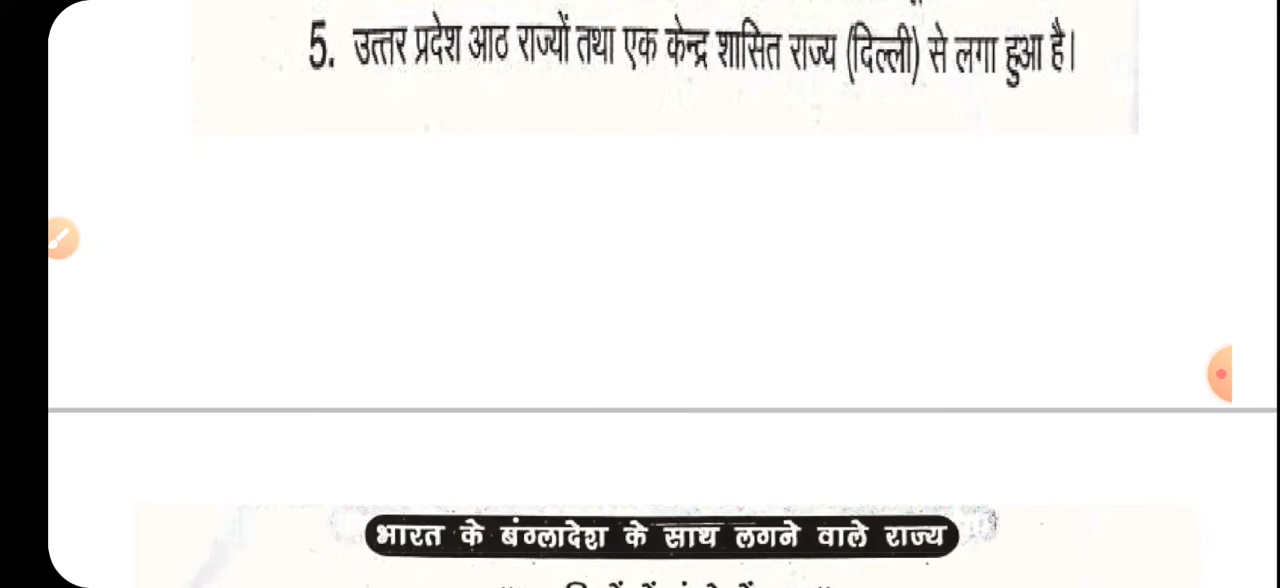 5. उत्तर प्रदेश आठ राज्यों तथा एक केन्द्र शासित राज्य (दिल्ली) से लगा हुआ है।
भारत के बंग्लादेश के साथ लगने वाले राज्य